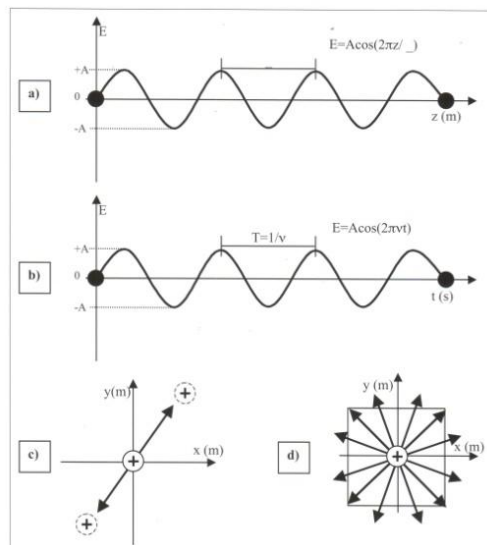 E
E=Acos(2πz/ _)
+A
_
a)
0
z (m)
-A
E
E=Acos(2πνt)
+A
T=1/ν
b)
0
t (s)
-A
y(m)
+
c)
+
x (m)
+
y (m)
d)
+
x (m)